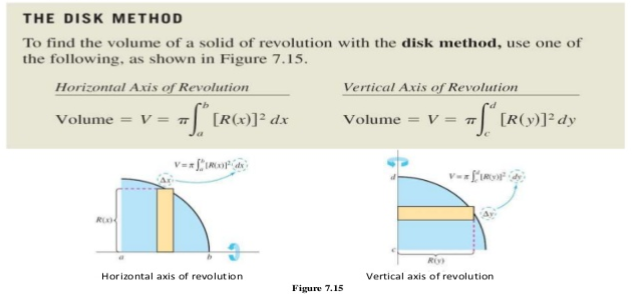 THE DISK METHOD
To find the volume of a solid of revolution with the disk method, use one of
the following, as shown in Figure 7.15.
Horizontal Axis of Revolution
Volume = V = π∫ₐᵇ [R(x)]² dx
Vertical Axis of Revolution
Volume = V = π∫_c^d [R(y)]² dy
V = π∫ₐᵇ[R(x)]² dx
Δx
R(x)
a
b
Horizontal axis of revolution
V = π∫_c^d[R(y)]² dy
d
Δy
c
R(y)
Vertical axis of revolution
Figure 7.15